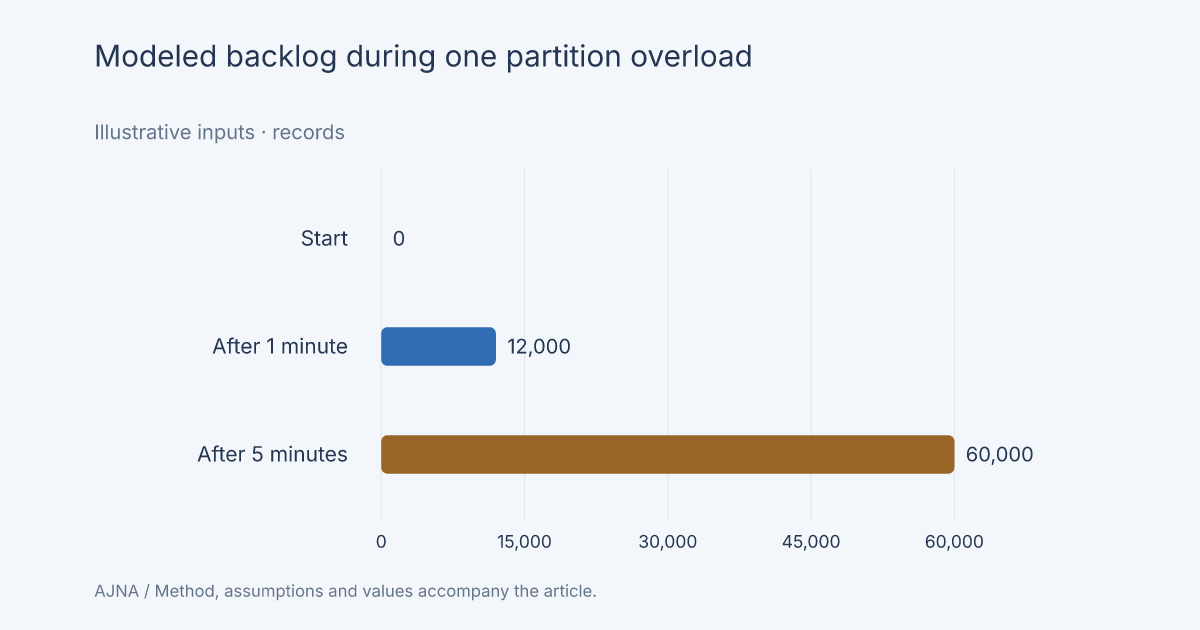 Modeled backlog during one partition overload
Illustrative inputs · records
Start 0
After 1 minute 12,000
After 5 minutes 60,000
0 15,000 30,000 45,000 60,000
AJNA / Method, assumptions and values accompany the article.